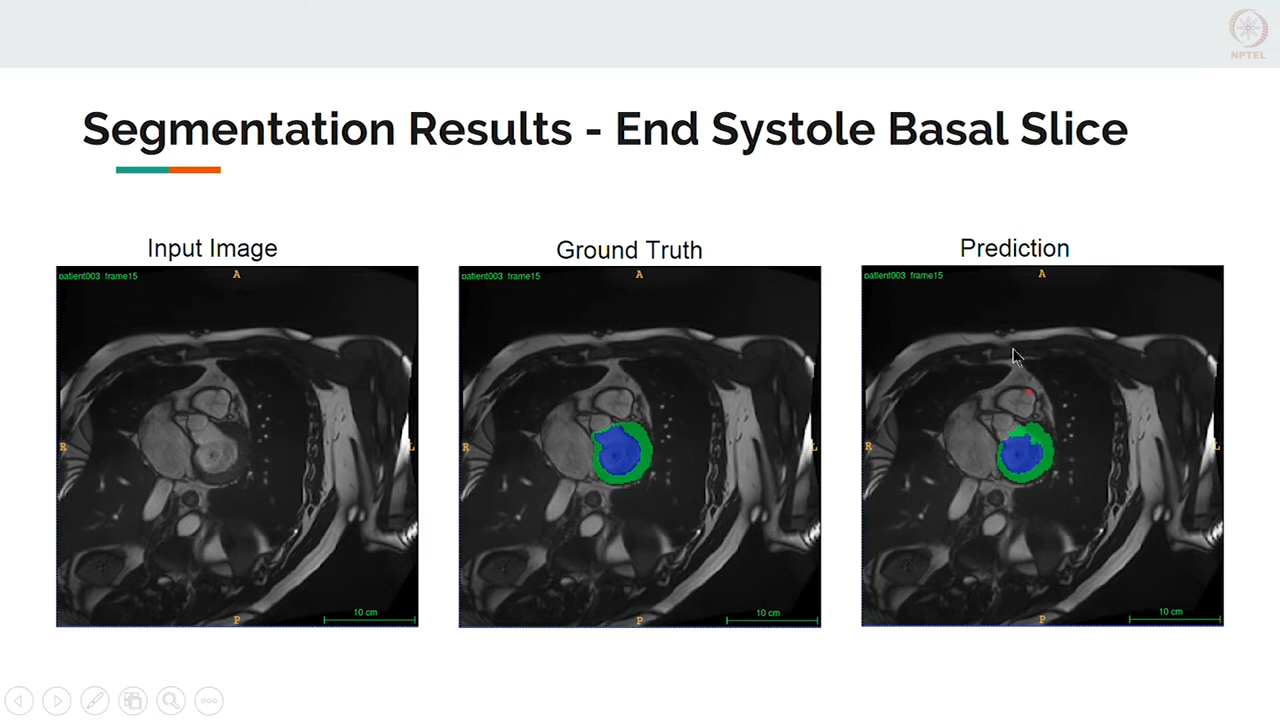 NPTEL
Segmentation Results - End Systole Basal Slice
Input Image
Ground Truth
Prediction
patient003 frame15
A
R
L
10 cm
P
patient003 frame15
A
R
10 cm
P
patient003 frame15
A
R
L
10 cm
P